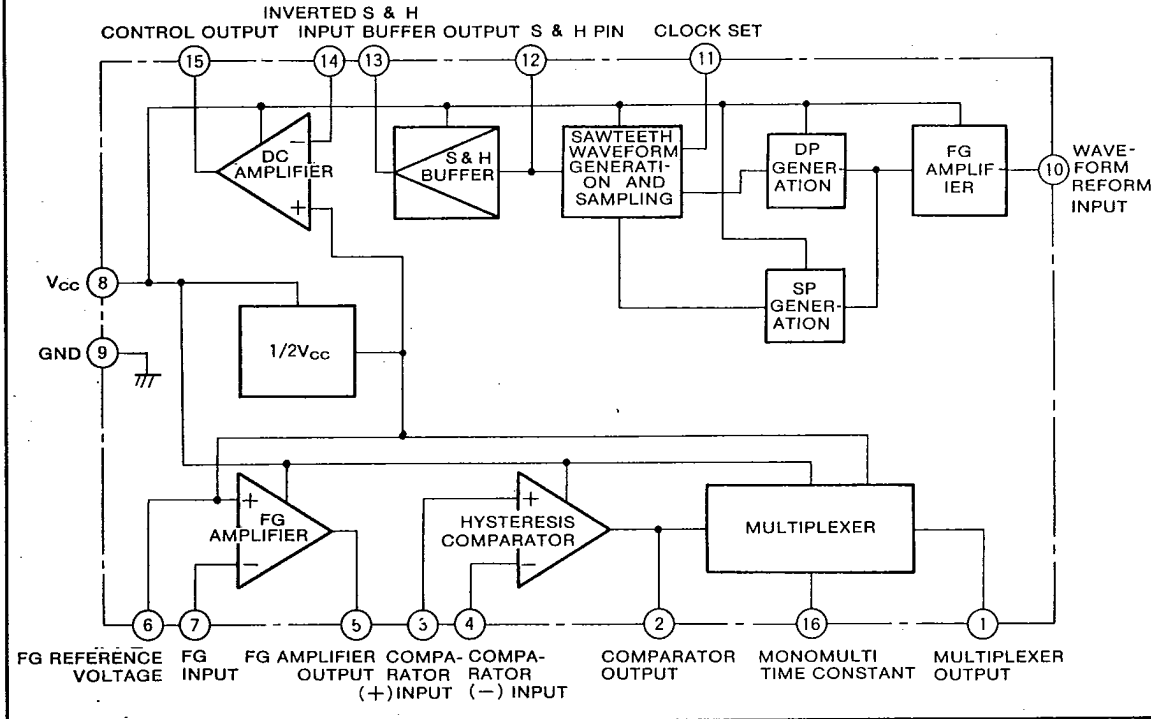 INVERTED S & H
CONTROL OUTPUT INPUT BUFFER OUTPUT S & H PIN CLOCK SET
15 14 13 12 11
DC
AMPLIFIER
−
+
S & H
BUFFER
SAWTEETH
WAVEFORM
GENERATI-
ON AND
SAMPLING
DP
GENER-
ATION
FG
AMPLIF
IER
10
WAVE-
FORM
REFORM
INPUT
SP
GENER-
ATION
VCC 8
GND 9
1/2VCC
+
FG
AMPLIFIER
−
+
HYSTERESIS
COMPARATOR
−
MULTIPLEXER
6 7 5 3 4 2 16 1
FG REFERENCE
VOLTAGE
FG
INPUT
FG AMPLIFIER
OUTPUT
COMPA-
RATOR
(+)INPUT
COMPA-
RATOR
(−) INPUT
COMPARATOR
OUTPUT
MONOMULTI
TIME CONSTANT
MULTIPLEXER
OUTPUT